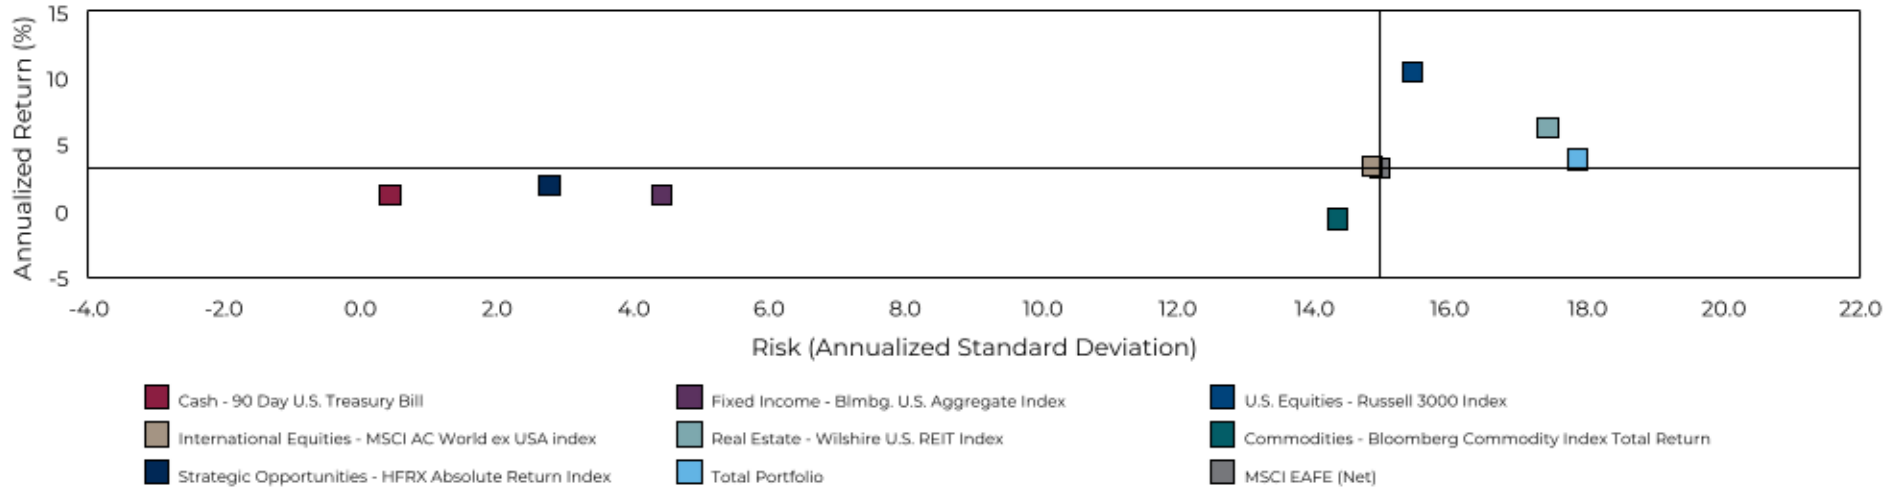 Annualized Return (%)
15
10
5
0
-5
-4.0 -2.0 0.0 2.0 4.0 6.0 8.0 10.0 12.0 14.0 16.0 18.0 20.0 22.0
Risk (Annualized Standard Deviation)
Cash - 90 Day U.S. Treasury Bill Fixed Income - Blmbg. U.S. Aggregate Index U.S. Equities - Russell 3000 Index
International Equities - MSCI AC World ex USA index Real Estate - Wilshire U.S. REIT Index Commodities - Bloomberg Commodity Index Total Return
Strategic Opportunities - HFRX Absolute Return Index Total Portfolio MSCI EAFE (Net)